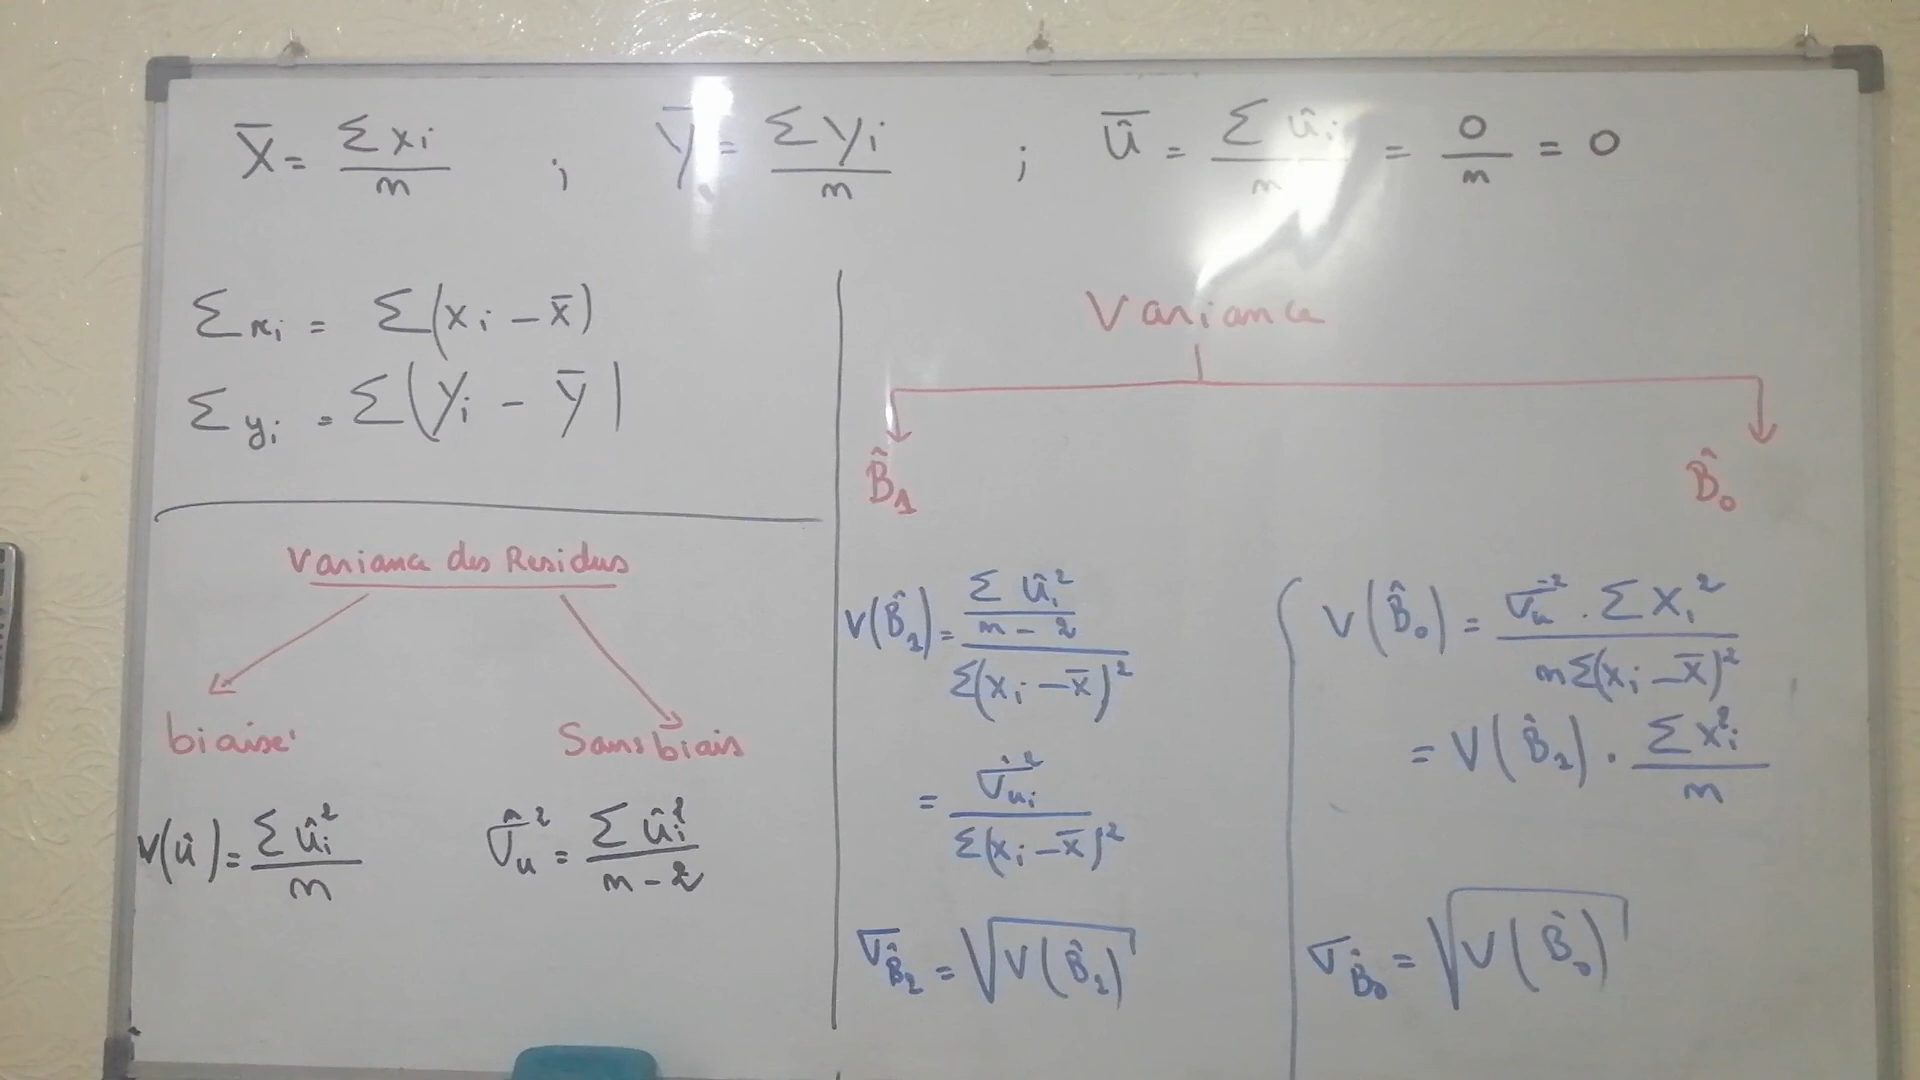 X̄ = Σxi / n ; Ȳ = Σyi / n ; û̄ = Σûi / n = 0 / n = 0
Σxi = Σ(xi − x̄)
Σyi = Σ(Yi − Ȳ)
Variance des Residus
biaisé
Sans biais
V(û) = Σûi² / n
σ̂u² = Σûi² / n − 2
Variance
B̂1
B̂0
V(B̂1) = (Σûi² / n − 2) / Σ(xi − x̄)²
= σ̂ui² / Σ(xi − x̄)²
σB̂1 = √V(B̂1)
V(B̂0) = σ̂u² . ΣXi² / nΣ(xi − x̄)²
= V(B̂1) . ΣXi² / n
σB̂0 = √V(B̂0)